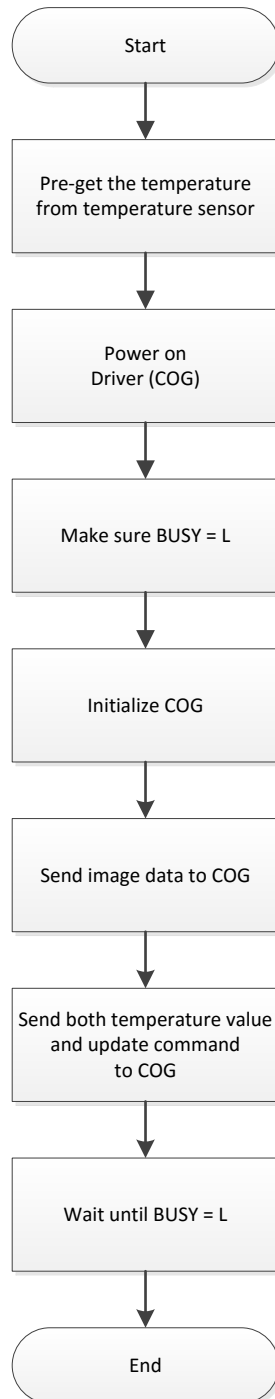 Start
Pre-get the temperature
from temperature sensor
Power on
Driver (COG)
Make sure BUSY = L
Initialize COG
Send image data to COG
Send both temperature value
and update command
to COG
Wait until BUSY = L
End